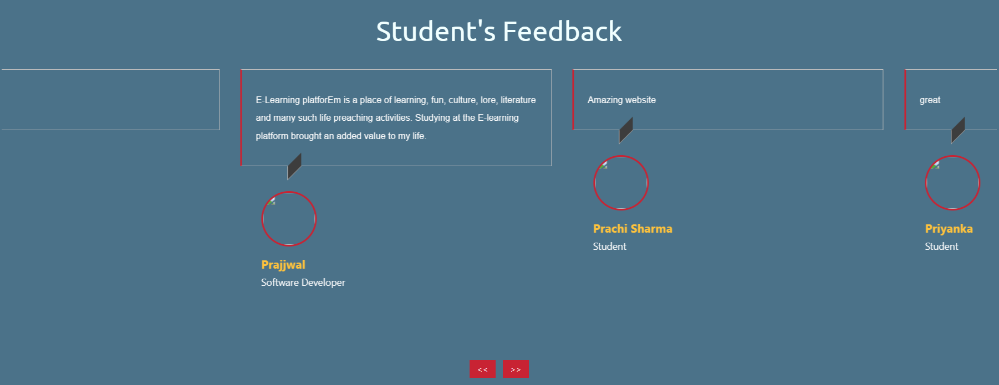 Student's Feedback
E-Learning platforEm is a place of learning, fun, culture, lore, literature
and many such life preaching activities. Studying at the E-learning
platform brought an added value to my life.
Prajjwal
Software Developer
Amazing website
Prachi Sharma
Student
great
Priyanka
Student
<< >>